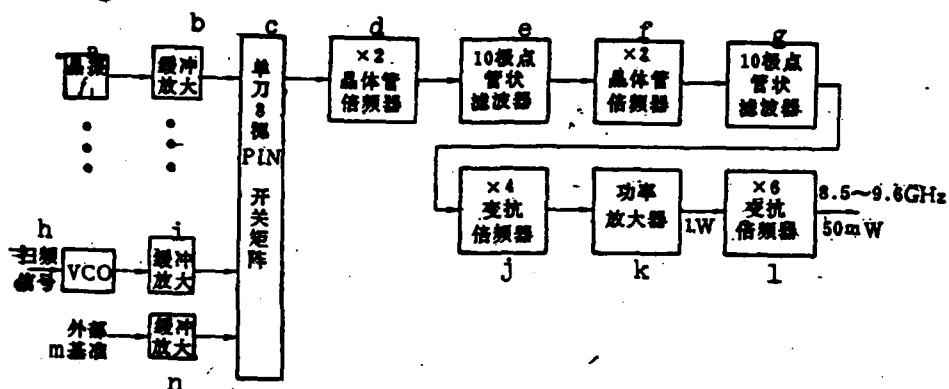 a
晶振
f₁
b
缓冲
放大
c
单刀8掷PIN开关矩阵
d
×2
晶体管
倍频器
e
10极点
管状
滤波器
f
×2
晶体管
倍频器
g
10极点
管状
滤波器
h
扫频
信号
VCO
i
缓冲
放大
j
×4
变抗
倍频器
k
功率
放大器
1W
l
×6
变抗
倍频器
8.5~9.6GHz
50mW
外部
m基准
n
缓冲
放大